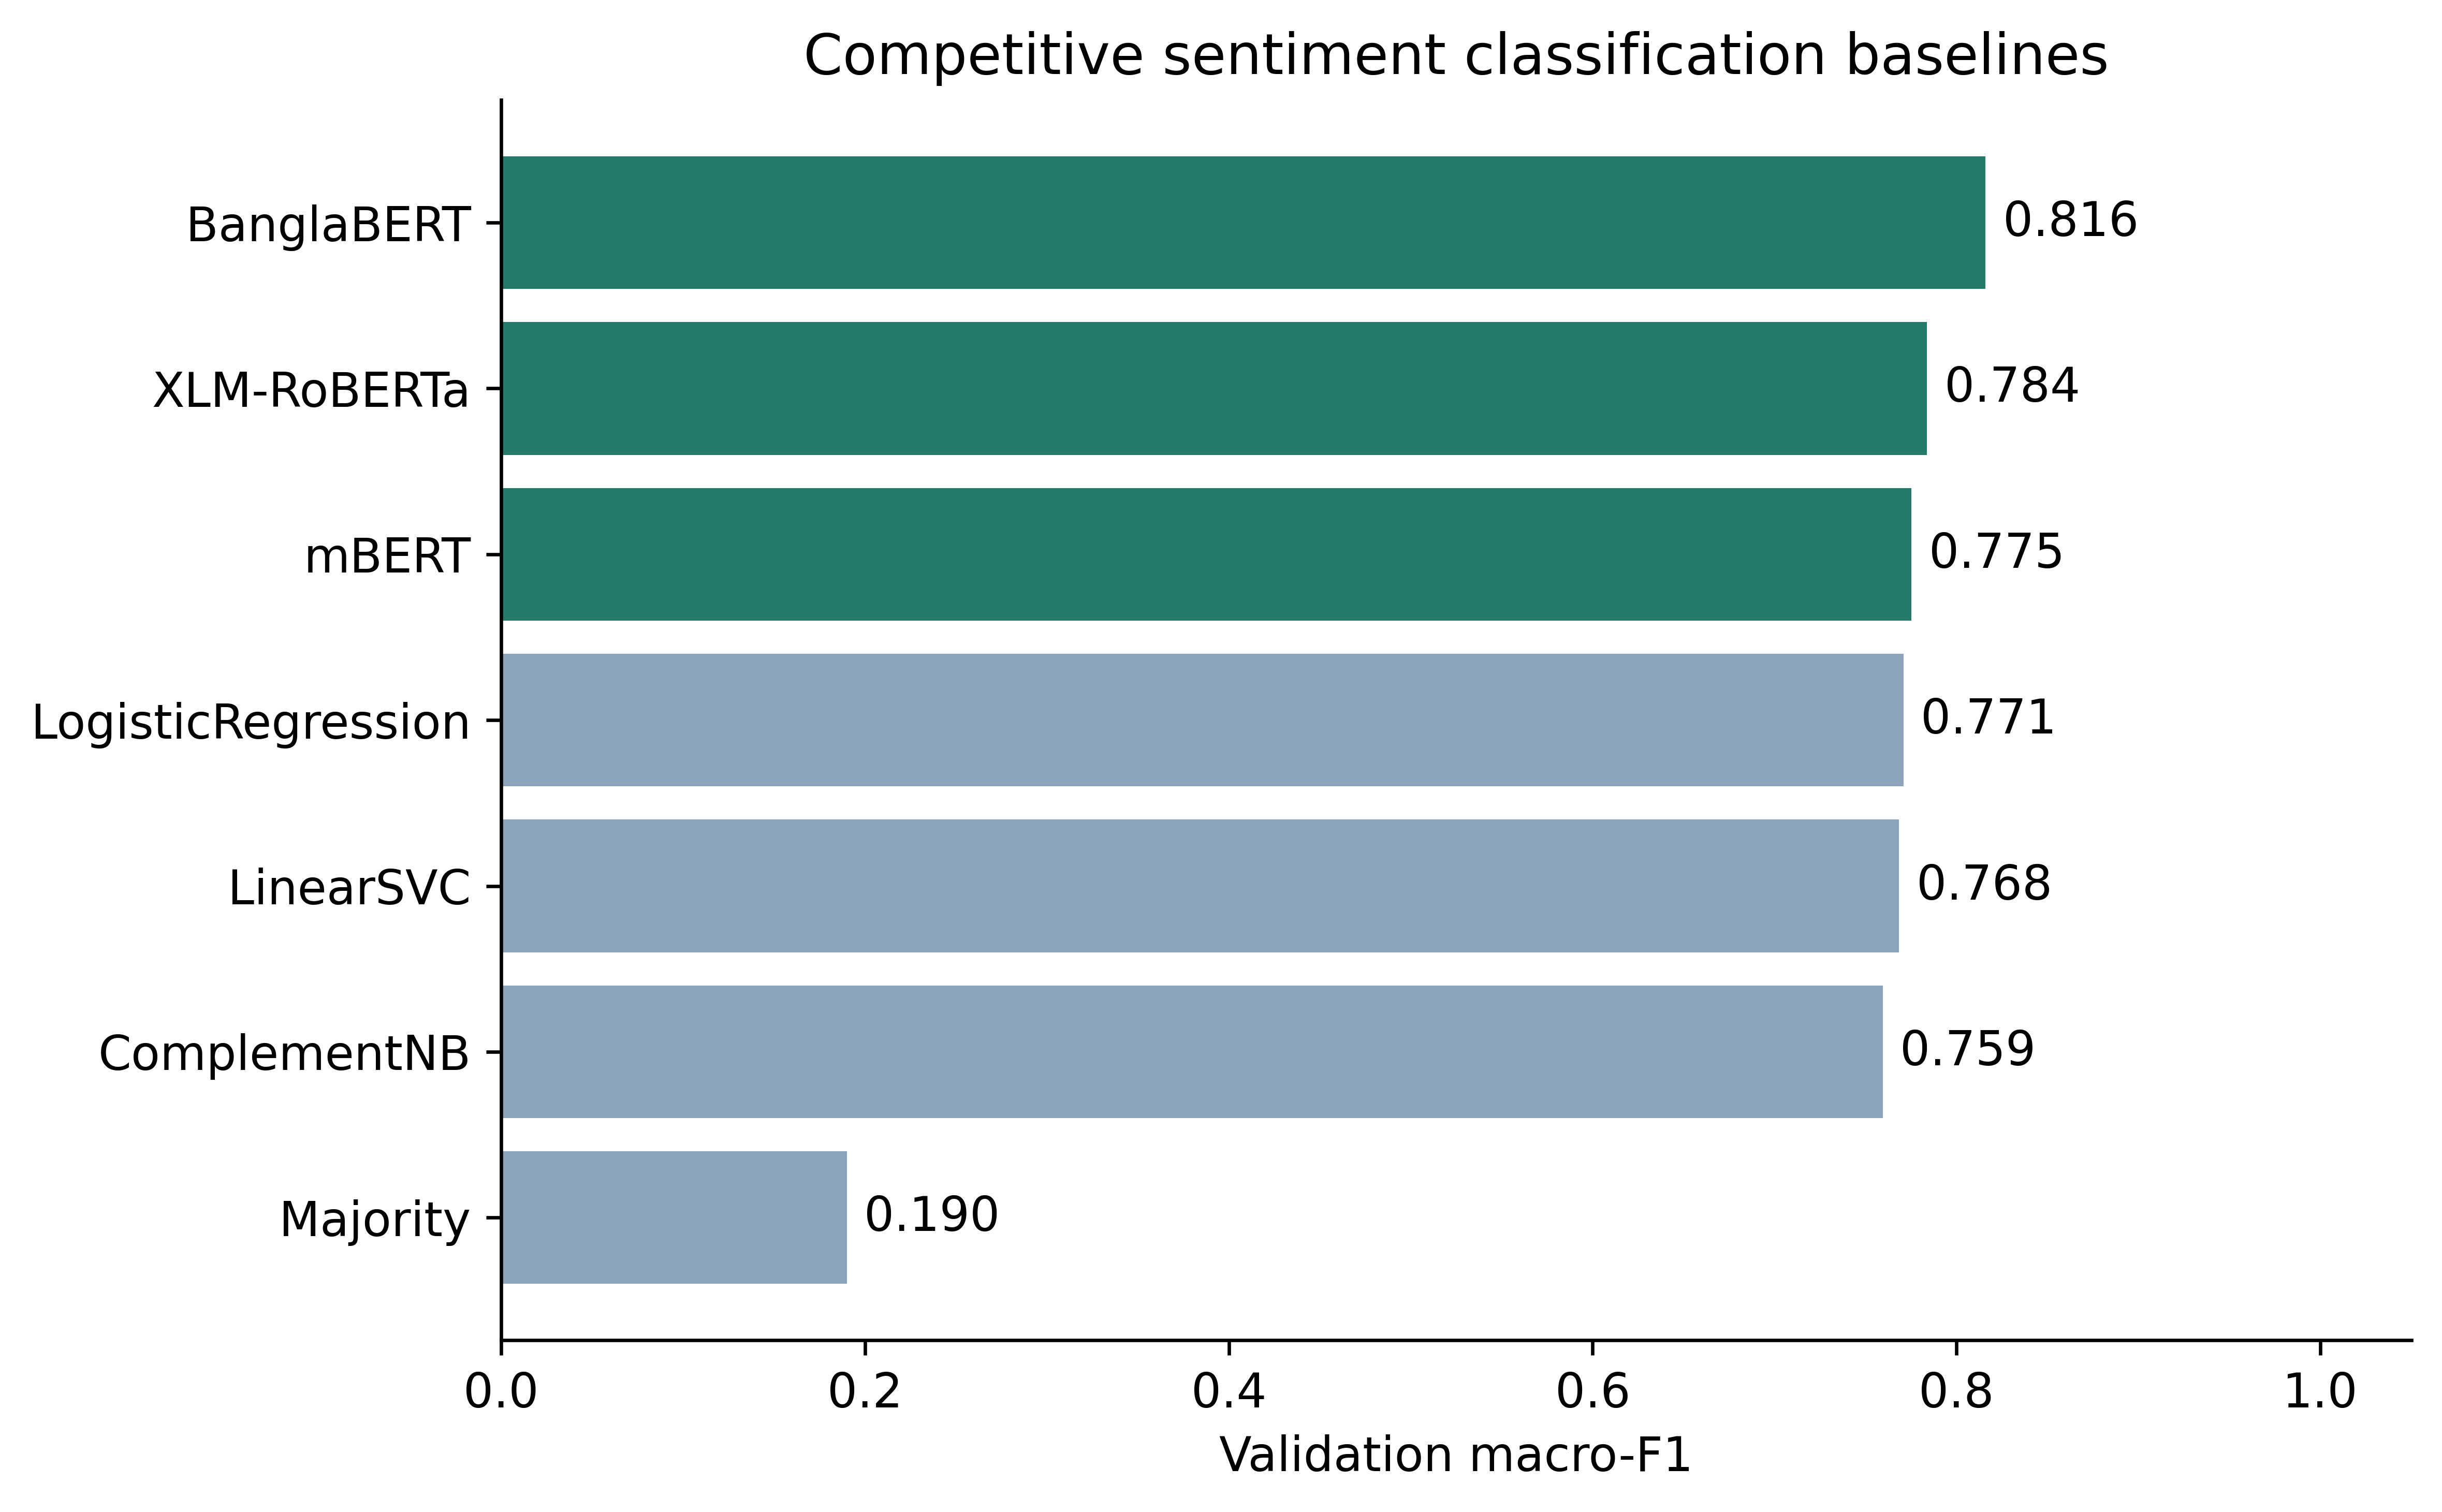 Competitive sentiment classification baselines
BanglaBERT 0.816
XLM-RoBERTa 0.784
mBERT 0.775
LogisticRegression 0.771
LinearSVC 0.768
ComplementNB 0.759
Majority 0.190
0.0 0.2 0.4 0.6 0.8 1.0
Validation macro-F1